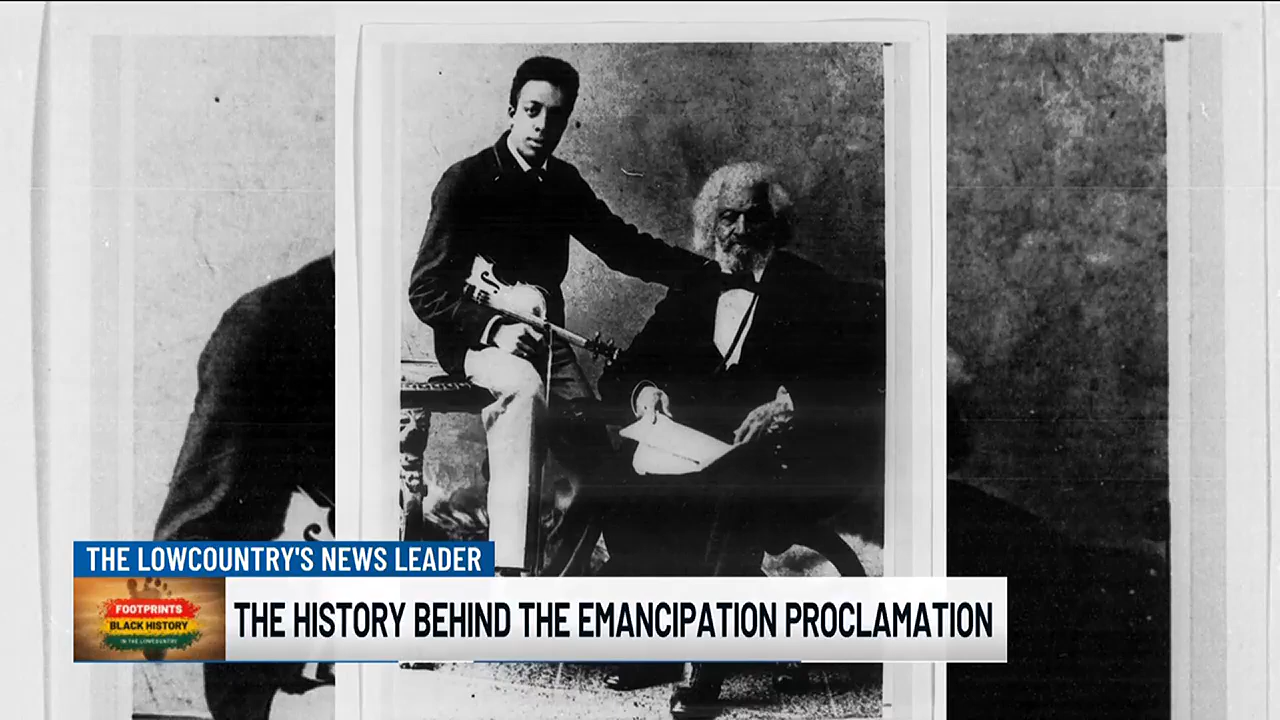 THE LOWCOUNTRY'S NEWS LEADER
FOOTPRINTS
BLACK HISTORY
IN THE LOWCOUNTRY
THE HISTORY BEHIND THE EMANCIPATION PROCLAMATION